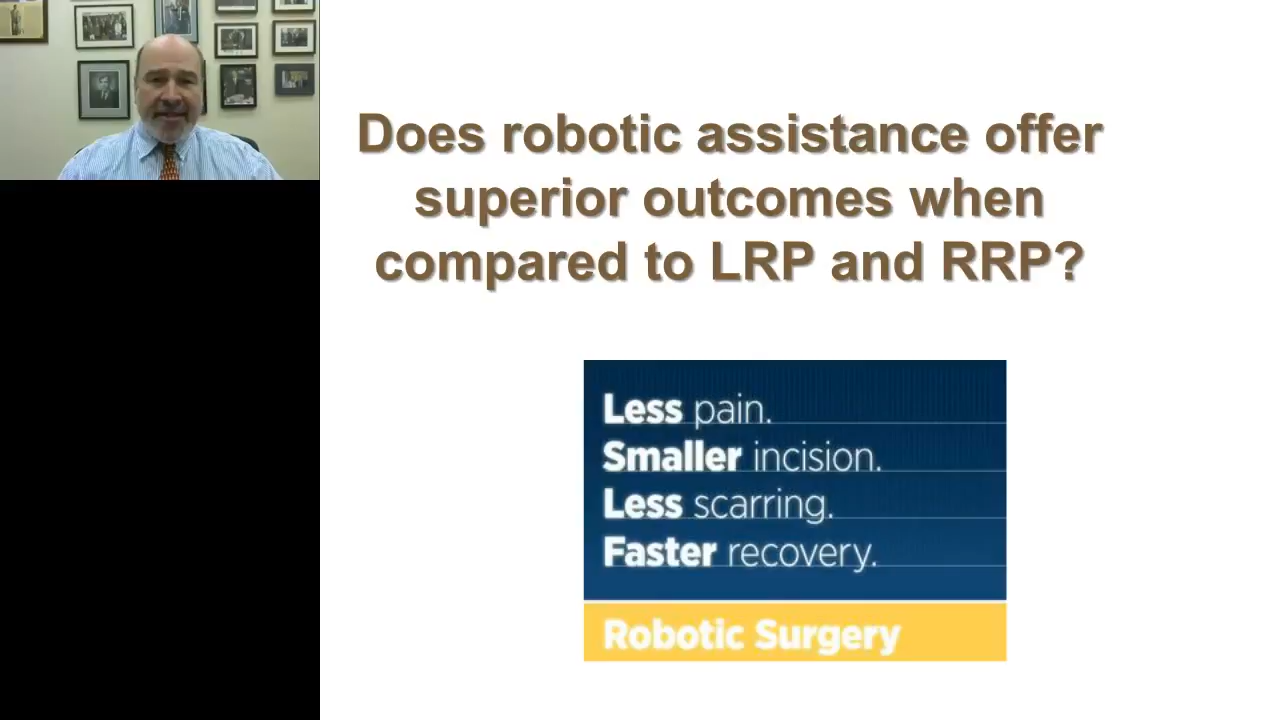 Does robotic assistance offer
superior outcomes when
compared to LRP and RRP?
Less pain.
Smaller incision.
Less scarring.
Faster recovery.
Robotic Surgery